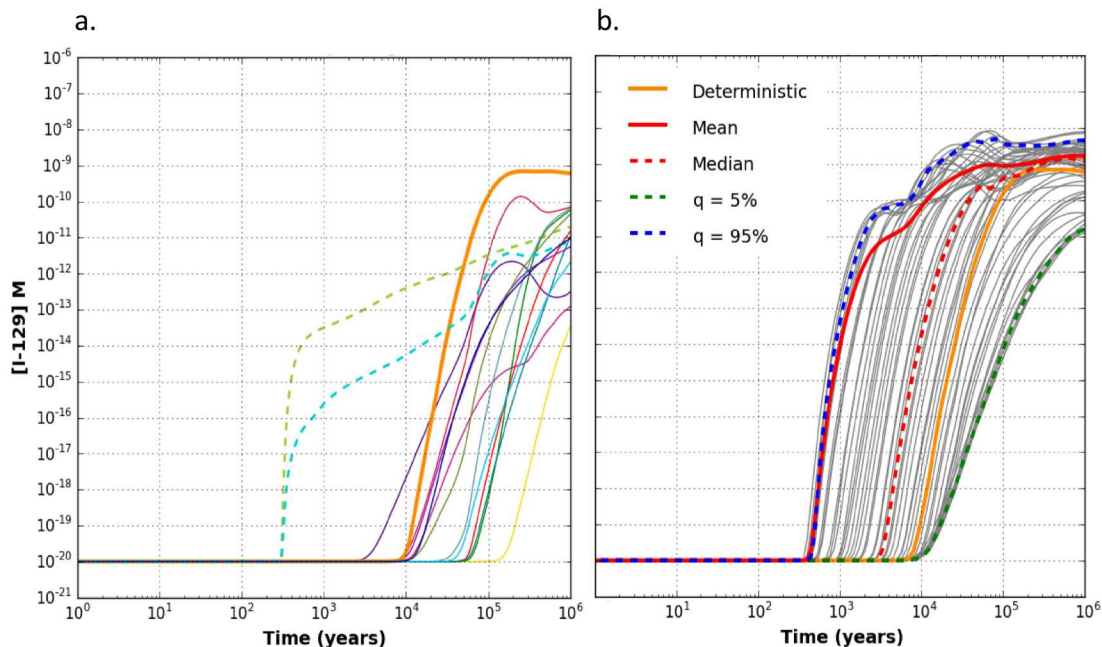 a.
b.
10^-6
10^-7
10^-8
10^-9
10^-10
10^-11
10^-12
10^-13
10^-14
10^-15
10^-16
10^-17
10^-18
10^-19
10^-20
10^-21
[I-129] M
10^0 10^1 10^2 10^3 10^4 10^5 10^6
Time (years)
Deterministic
Mean
Median
q = 5%
q = 95%
10^1 10^2 10^3 10^4 10^5 10^6
Time (years)